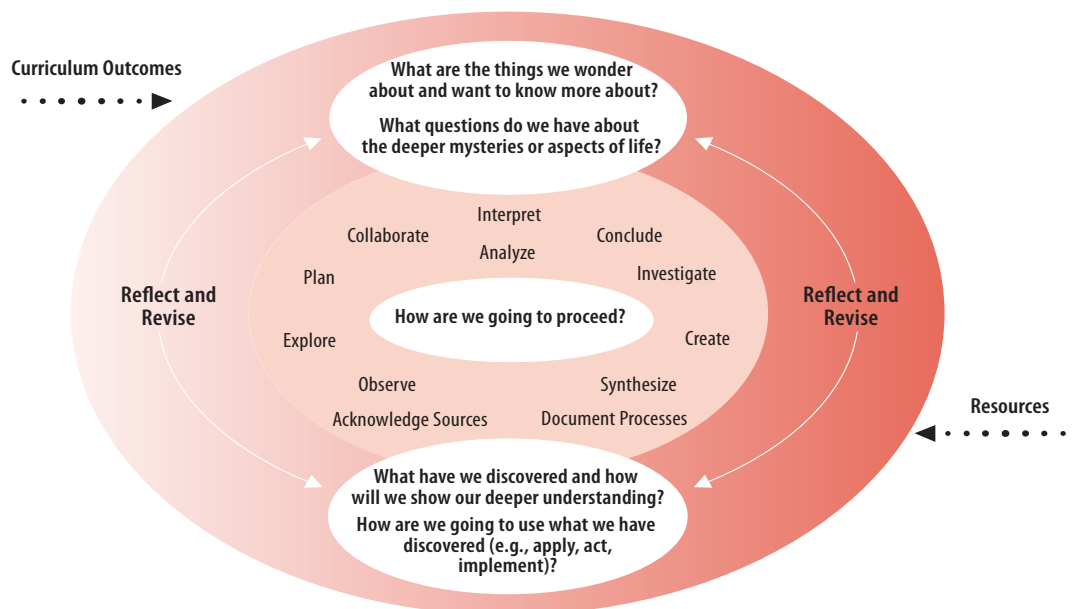 Curriculum Outcomes
What are the things we wonder
about and want to know more about?
What questions do we have about
the deeper mysteries or aspects of life?
Interpret
Collaborate
Conclude
Analyze
Plan
Investigate
Reflect and
Revise
Reflect and
Revise
How are we going to proceed?
Explore
Create
Observe
Synthesize
Acknowledge Sources
Document Processes
Resources
What have we discovered and how
will we show our deeper understanding?
How are we going to use what we have
discovered (e.g., apply, act,
implement)?